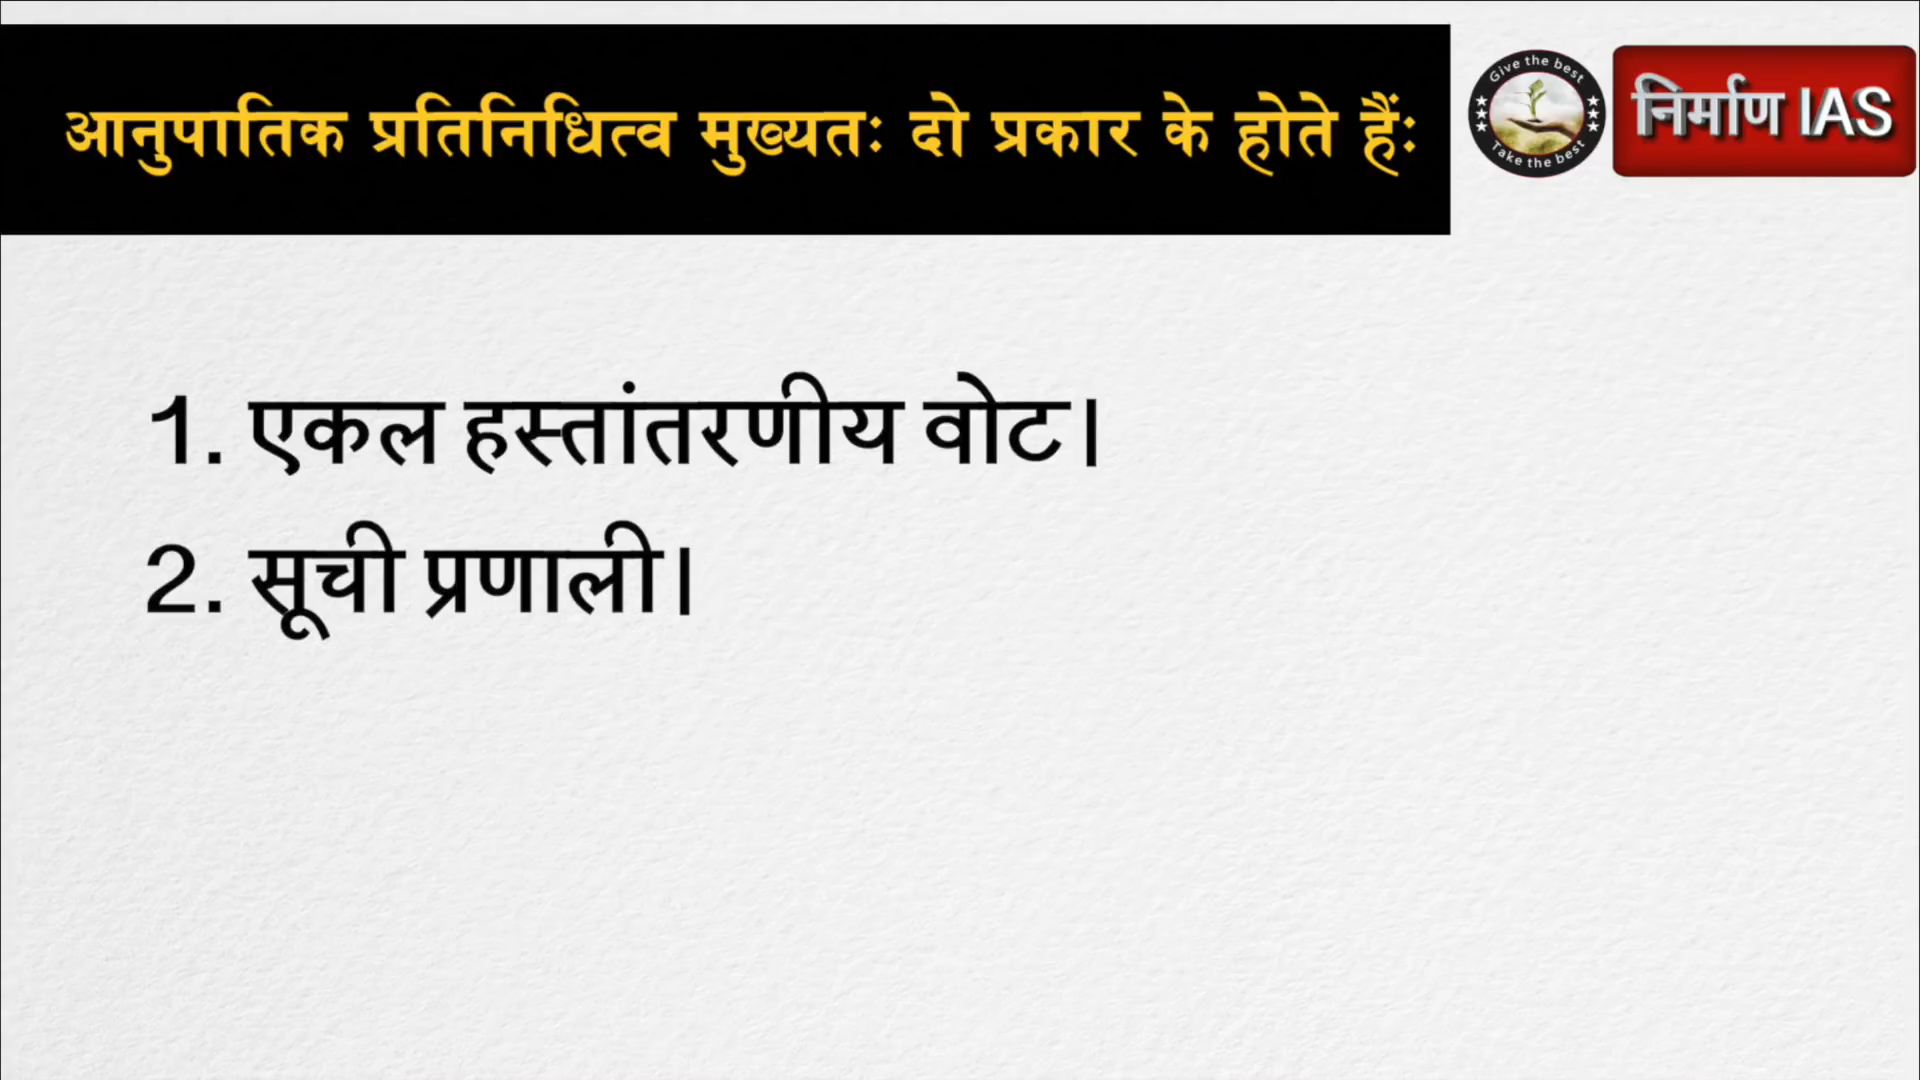 आनुपातिक प्रतिनिधित्व मुख्यतः दो प्रकार के होते हैंः
Give the best
Take the best
निर्माण IAS
1. एकल हस्तांतरणीय वोट।
2. सूची प्रणाली।